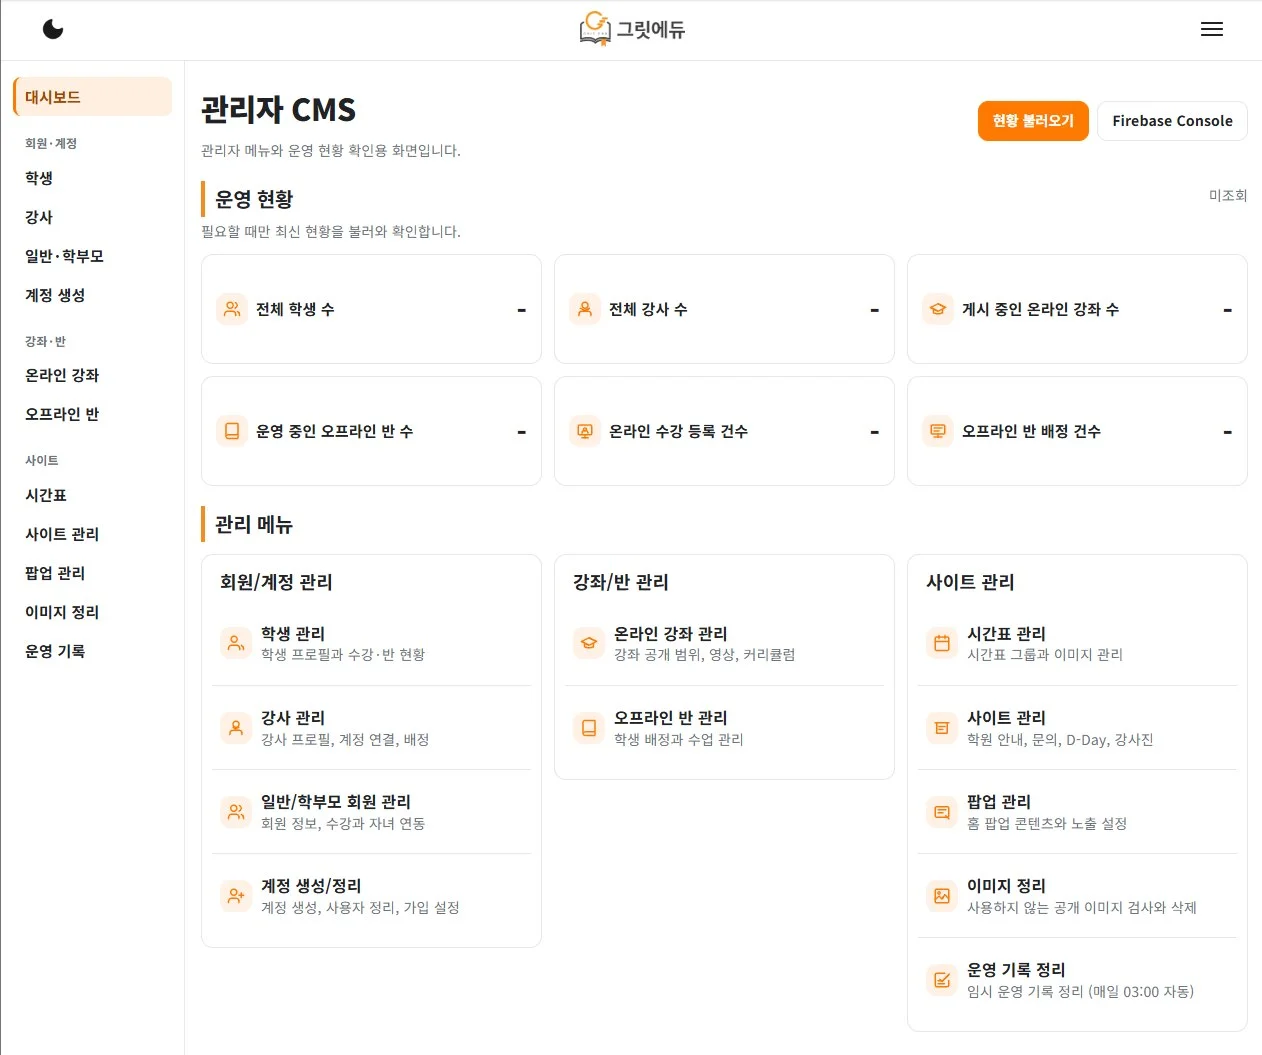 그릿에듀
대시보드
회원·계정
학생
강사
일반·학부모
계정 생성
강좌·반
온라인 강좌
오프라인 반
사이트
시간표
사이트 관리
팝업 관리
이미지 정리
운영 기록
관리자 CMS
관리자 메뉴와 운영 현황 확인용 화면입니다.
현황 불러오기
Firebase Console
운영 현황
미조회
필요할 때만 최신 현황을 불러와 확인합니다.
전체 학생 수 -
전체 강사 수 -
게시 중인 온라인 강좌 수 -
운영 중인 오프라인 반 수 -
온라인 수강 등록 건수 -
오프라인 반 배정 건수 -
관리 메뉴
회원/계정 관리
학생 관리
학생 프로필과 수강·반 현황
강사 관리
강사 프로필, 계정 연결, 배정
일반/학부모 회원 관리
회원 정보, 수강과 자녀 연동
계정 생성/정리
계정 생성, 사용자 정리, 가입 설정
강좌/반 관리
온라인 강좌 관리
강좌 공개 범위, 영상, 커리큘럼
오프라인 반 관리
학생 배정과 수업 관리
사이트 관리
시간표 관리
시간표 그룹과 이미지 관리
사이트 관리
학원 안내, 문의, D-Day, 강사진
팝업 관리
홈 팝업 콘텐츠와 노출 설정
이미지 정리
사용하지 않는 공개 이미지 검사와 삭제
운영 기록 정리
임시 운영 기록 정리 (매일 03:00 자동)